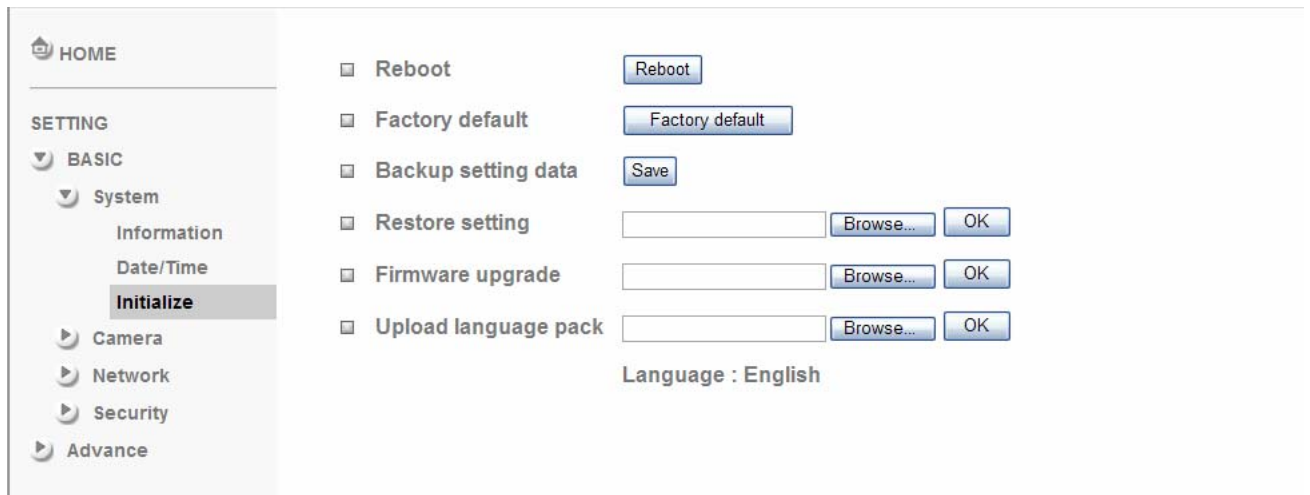 HOME
SETTING
BASIC
System
Information
Date/Time
Initialize
Camera
Network
Security
Advance
Reboot Reboot
Factory default Factory default
Backup setting data Save
Restore setting Browse... OK
Firmware upgrade Browse... OK
Upload language pack Browse... OK
Language : English